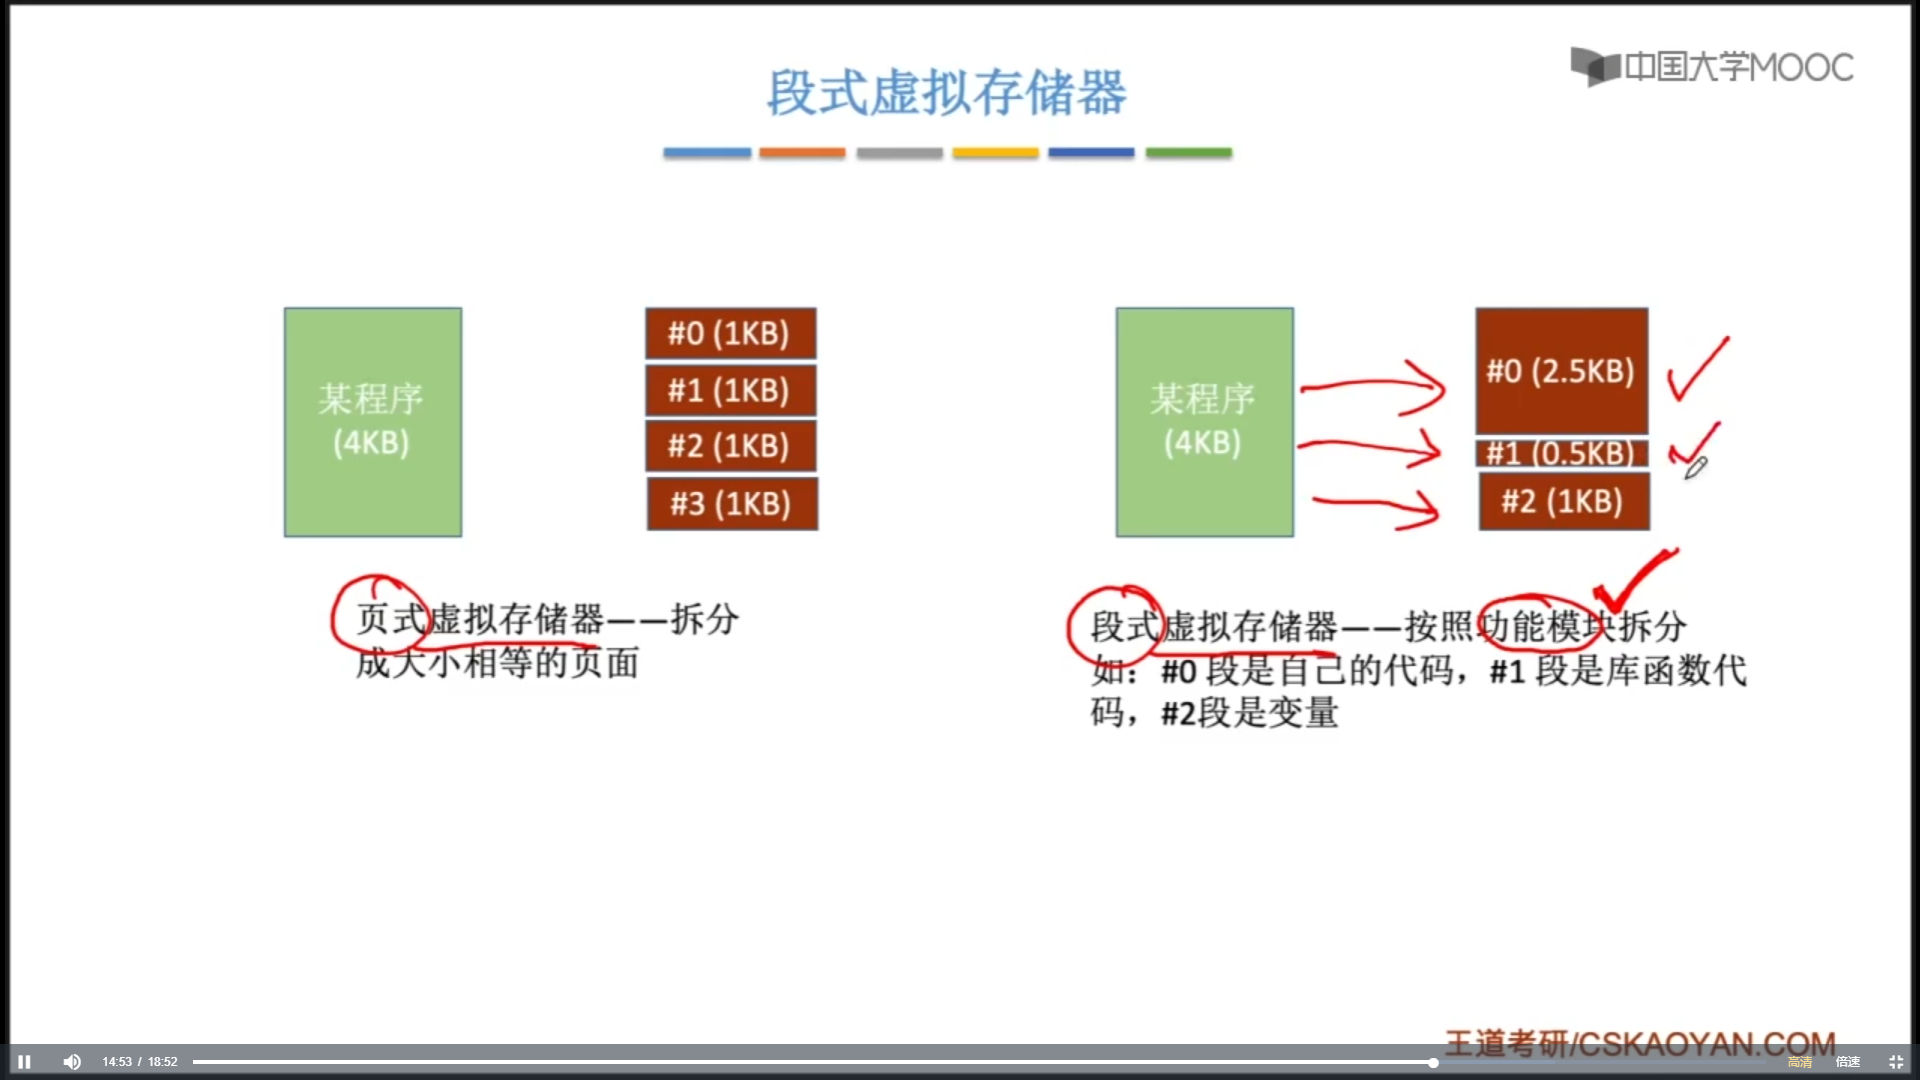 中国大学MOOC
段式虚拟存储器
某程序
(4KB)
#0 (1KB)
#1 (1KB)
#2 (1KB)
#3 (1KB)
某程序
(4KB)
#0 (2.5KB)
#1 (0.5KB)
#2 (1KB)
页式虚拟存储器——拆分
成大小相等的页面
段式虚拟存储器——按照功能模块拆分
如：#0 段是自己的代码，#1 段是库函数代
码，#2段是变量
王道考研/CSKAOYAN.COM
14:53 / 18:52
高清
倍速